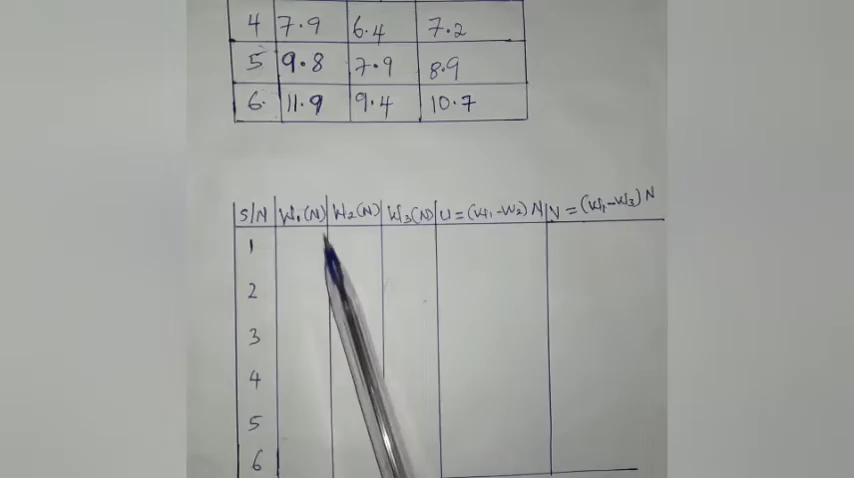 4 7.9 6.4 7.2
5 9.8 7.9 8.9
6. 11.9 9.4 10.7
S/N W₁(N) W₂(N) W₃(N) U=(W₁-W₂)N V=(W₁-W₃)N
1
2
3
4
5
6